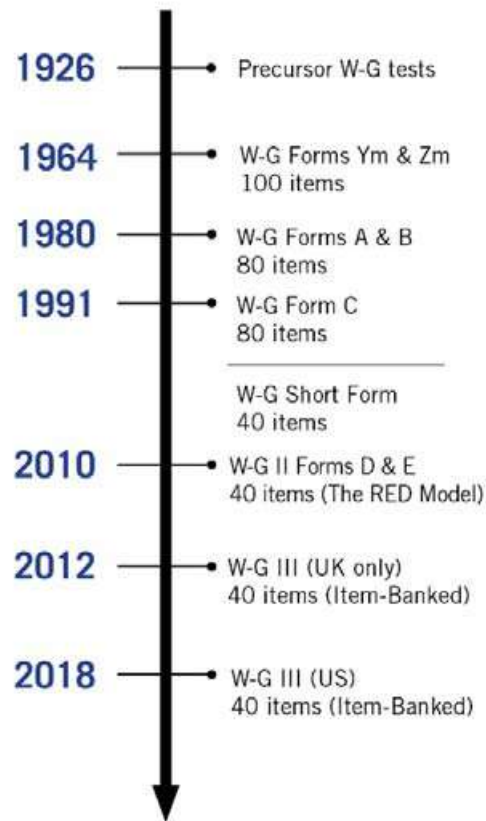 1926
Precursor W-G tests
1964
W-G Forms Ym & Zm
100 items
1980
W-G Forms A & B
80 items
1991
W-G Form C
80 items
W-G Short Form
40 items
2010
W-G II Forms D & E
40 items (The RED Model)
2012
W-G III (UK only)
40 items (Item-Banked)
2018
W-G III (US)
40 items (Item-Banked)